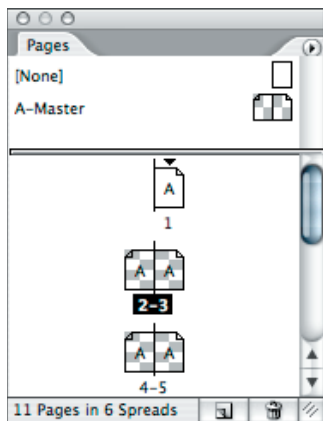 Pages
[None]
A-Master
A
1
A A
2-3
A A
4-5
11 Pages in 6 Spreads